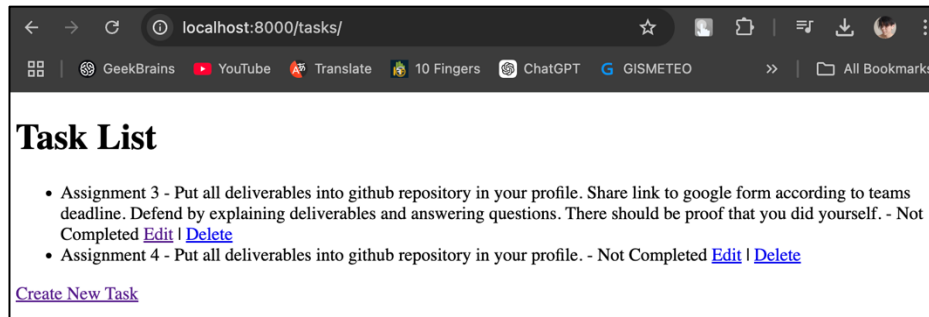 localhost:8000/tasks/
GeekBrains YouTube Translate 10 Fingers ChatGPT GISMETEO >> All Bookmarks
Task List
• Assignment 3 - Put all deliverables into github repository in your profile. Share link to google form according to teams
deadline. Defend by explaining deliverables and answering questions. There should be proof that you did yourself. - Not
Completed Edit | Delete
• Assignment 4 - Put all deliverables into github repository in your profile. - Not Completed Edit | Delete
Create New Task